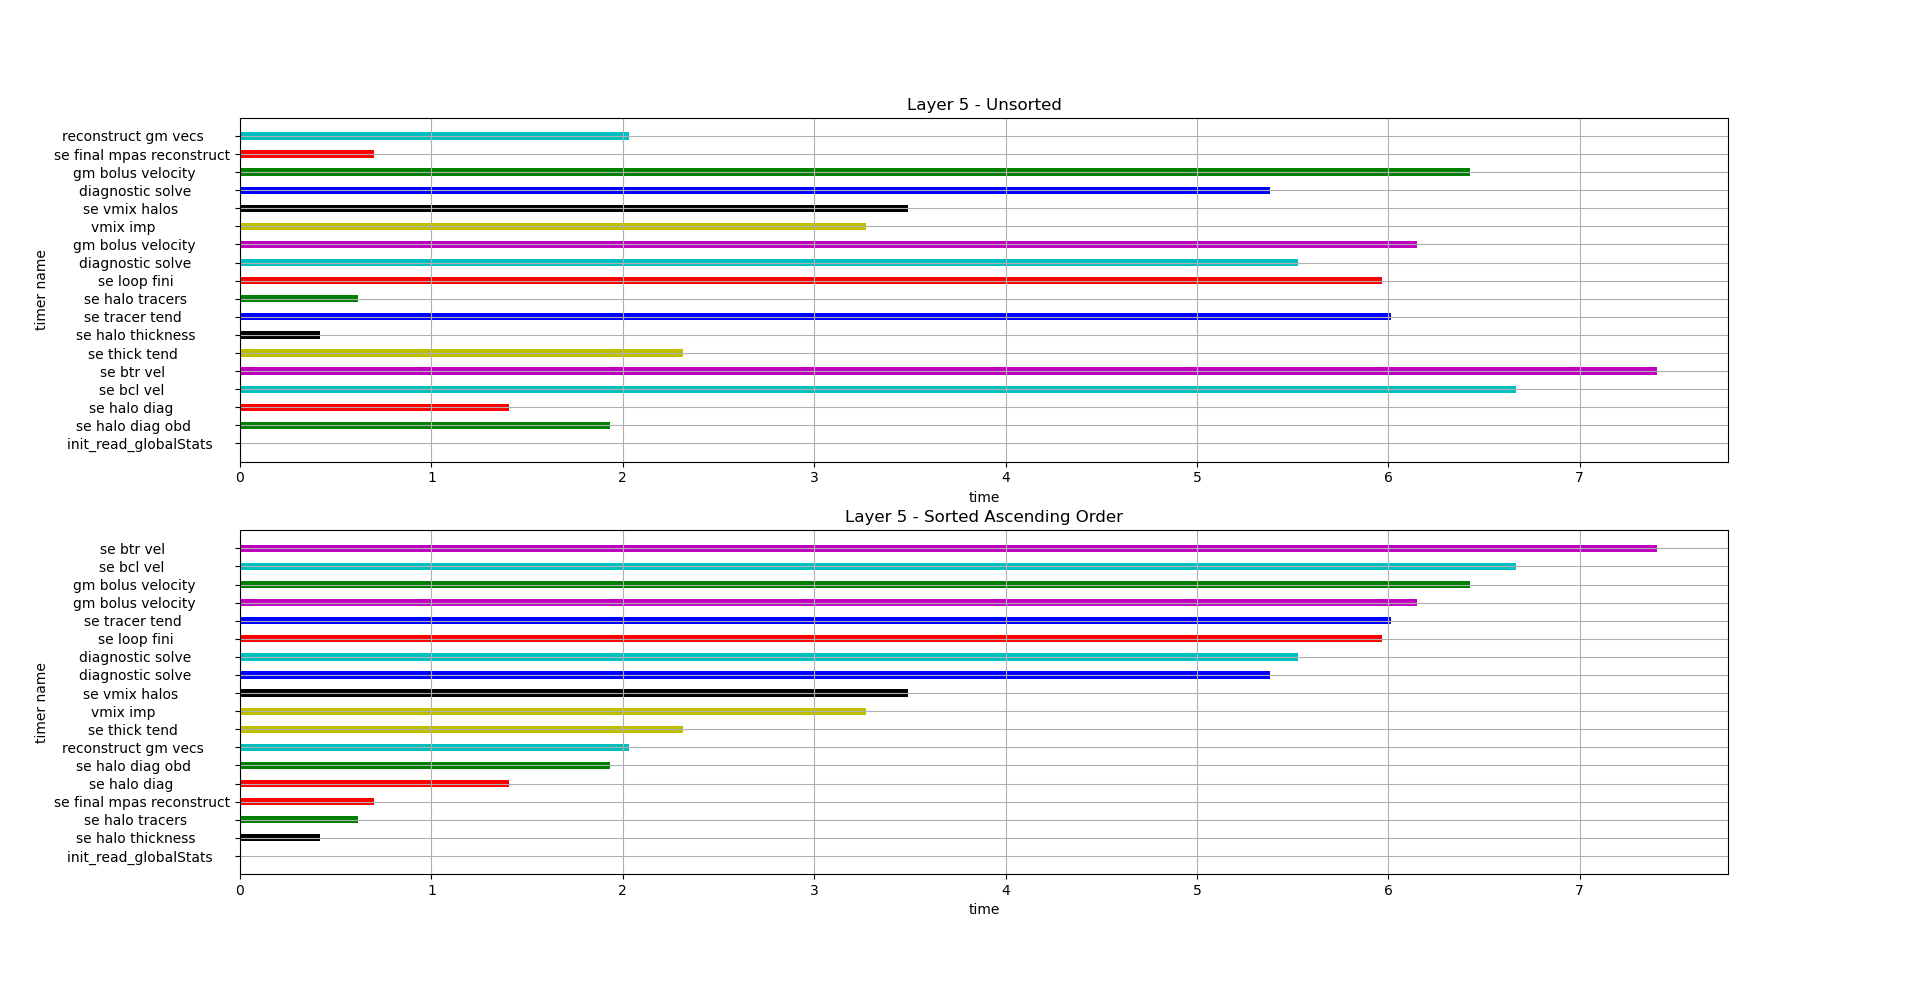 Layer 5 - Unsorted
timer name
reconstruct gm vecs
se final mpas reconstruct
gm bolus velocity
diagnostic solve
se vmix halos
vmix imp
gm bolus velocity
diagnostic solve
se loop fini
se halo tracers
se tracer tend
se halo thickness
se thick tend
se btr vel
se bcl vel
se halo diag
se halo diag obd
init_read_globalStats
0 1 2 3 4 5 6 7
time
Layer 5 - Sorted Ascending Order
timer name
se btr vel
se bcl vel
gm bolus velocity
gm bolus velocity
se tracer tend
se loop fini
diagnostic solve
diagnostic solve
se vmix halos
vmix imp
se thick tend
reconstruct gm vecs
se halo diag obd
se halo diag
se final mpas reconstruct
se halo tracers
se halo thickness
init_read_globalStats
0 1 2 3 4 5 6 7
time